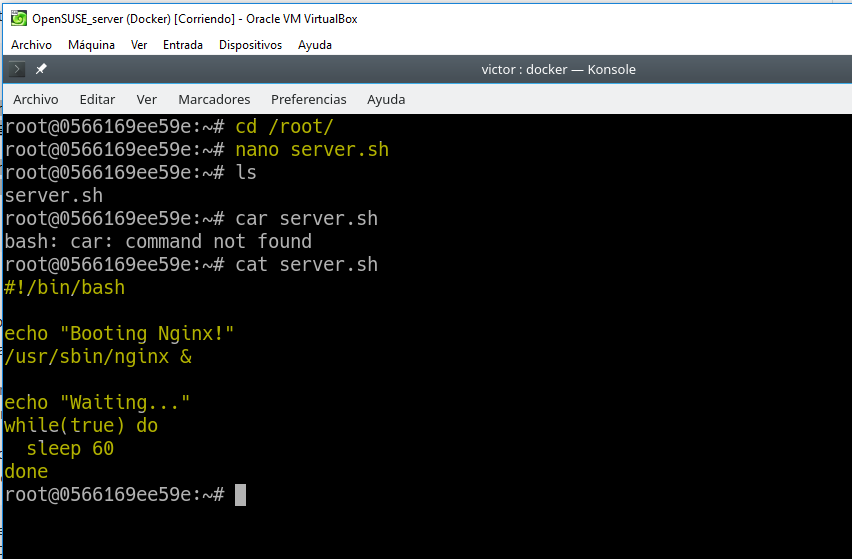 OpenSUSE_server (Docker) [Corriendo] - Oracle VM VirtualBox
Archivo Máquina Ver Entrada Dispositivos Ayuda
victor : docker — Konsole
Archivo Editar Ver Marcadores Preferencias Ayuda
root@0566169ee59e:~# cd /root/
root@0566169ee59e:~# nano server.sh
root@0566169ee59e:~# ls
server.sh
root@0566169ee59e:~# car server.sh
bash: car: command not found
root@0566169ee59e:~# cat server.sh
#!/bin/bash
echo "Booting Nginx!"
/usr/sbin/nginx &
echo "Waiting..."
while(true) do
  sleep 60
done
root@0566169ee59e:~#